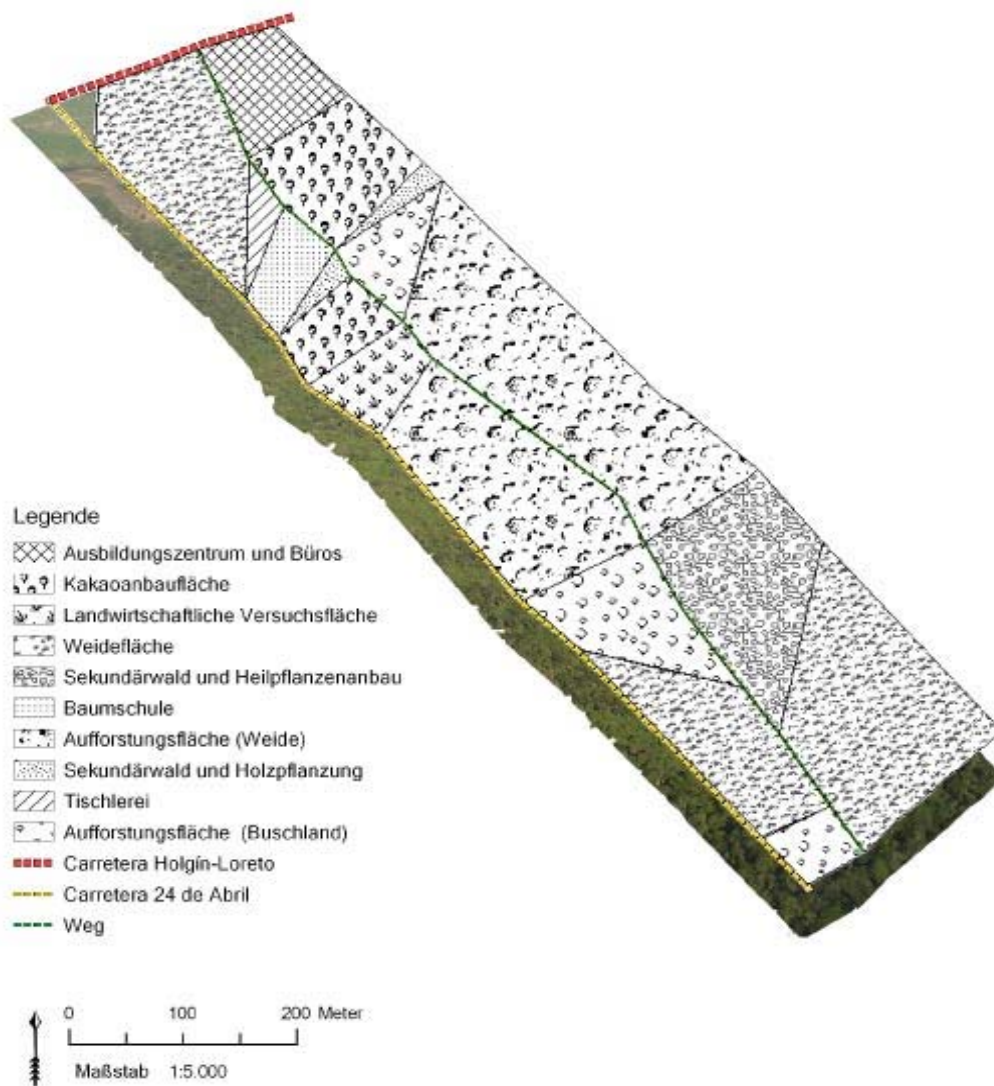 Legende
Ausbildungszentrum und Büros
Kakaoanbaufläche
Landwirtschaftliche Versuchsfläche
Weidefläche
Sekundärwald und Heilpflanzenanbau
Baumschule
Aufforstungsfläche (Weide)
Sekundärwald und Holzpflanzung
Tischlerei
Aufforstungsfläche (Buschland)
Carretera Holgín-Loreto
Carretera 24 de Abril
Weg
0 100 200 Meter
Maßstab 1:5.000